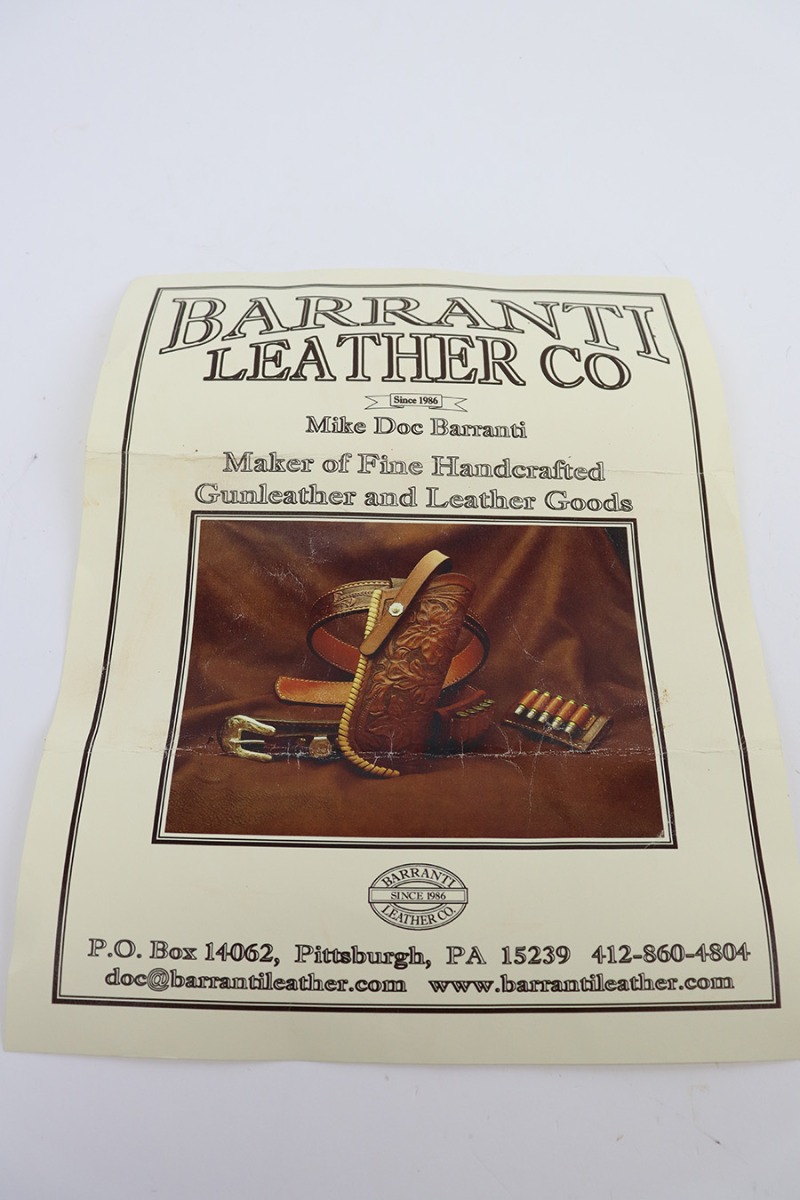 BARRANTI
LEATHER CO
Since 1986
Mike Doc Barranti
Maker of Fine Handcrafted
Gunleather and Leather Goods
BARRANTI
SINCE 1986
LEATHER CO.
P.O. Box 14062, Pittsburgh, PA 15239 412-860-4804
doc@barrantileather.com www.barrantileather.com